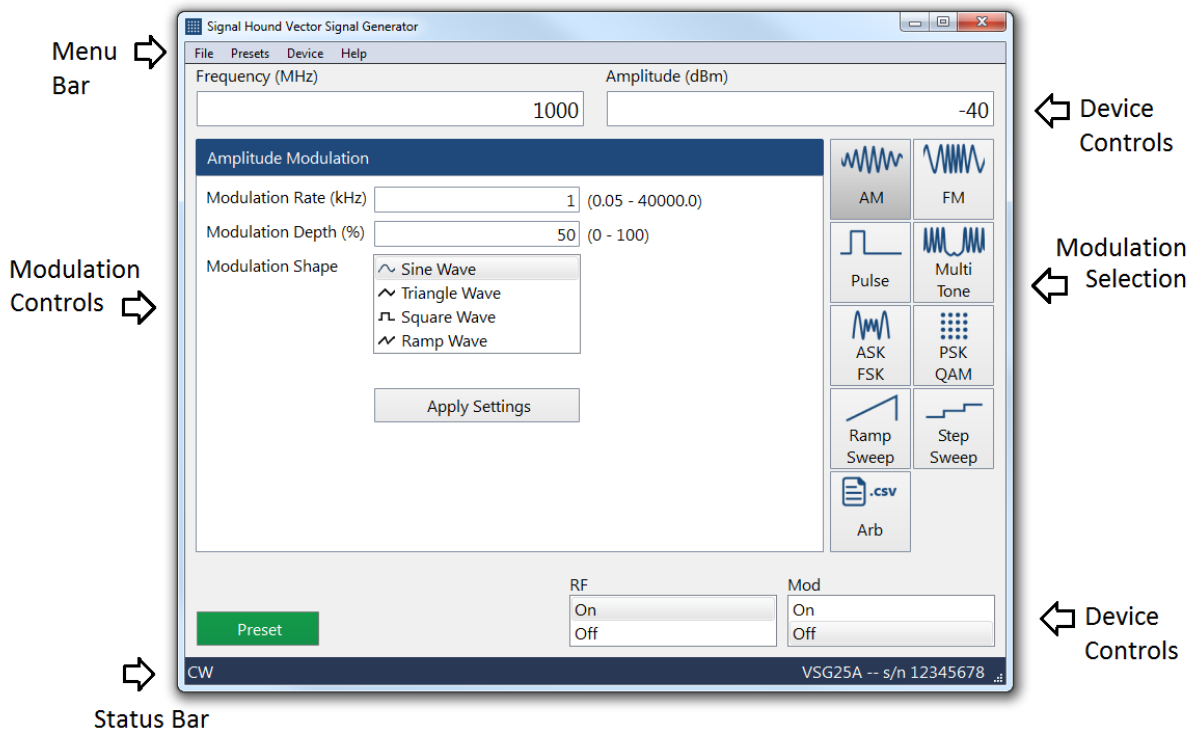 Signal Hound Vector Signal Generator
Menu Bar
File Presets Device Help
Frequency (MHz)
Amplitude (dBm)
1000
-40
Device Controls
Amplitude Modulation
Modulation Rate (kHz)
1
(0.05 - 40000.0)
Modulation Depth (%)
50
(0 - 100)
Modulation Shape
Sine Wave
Triangle Wave
Square Wave
Ramp Wave
Apply Settings
Modulation Controls
AM
FM
Pulse
Multi Tone
ASK FSK
PSK QAM
Ramp Sweep
Step Sweep
.csv
Arb
Modulation Selection
RF
On
Off
Mod
On
Off
Preset
Device Controls
CW
VSG25A -- s/n 12345678
Status Bar